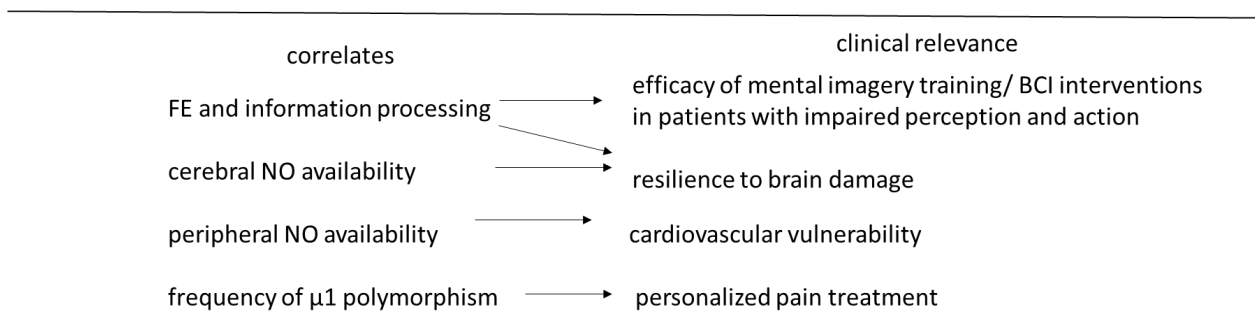 correlates
clinical relevance
FE and information processing
efficacy of mental imagery training/ BCI interventions
in patients with impaired perception and action
cerebral NO availability
resilience to brain damage
peripheral NO availability
cardiovascular vulnerability
frequency of µ1 polymorphism
personalized pain treatment